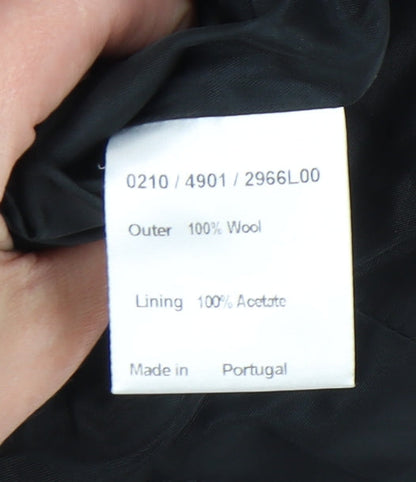 0210 / 4901 / 2966L00
Outer 100% Wool
Lining 100% Acetate
Made in Portugal